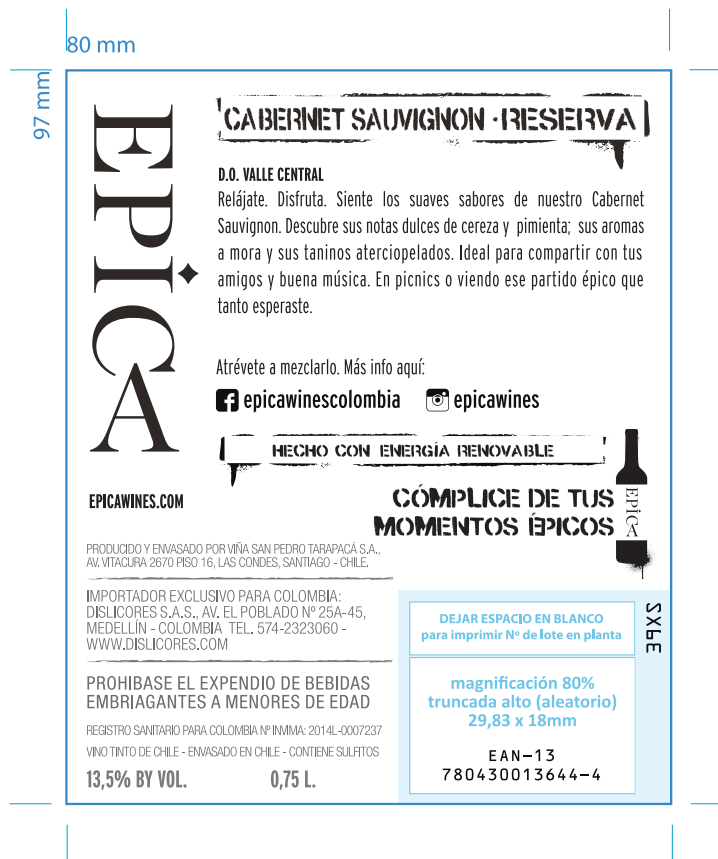 80 mm
97 mm
EPICA
CABERNET SAUVIGNON · RESERVA
D.O. VALLE CENTRAL
Relájate. Disfruta. Siente los suaves sabores de nuestro Cabernet
Sauvignon. Descubre sus notas dulces de cereza y pimienta; sus aromas
a mora y sus taninos aterciopelados. Ideal para compartir con tus
amigos y buena música. En picnics o viendo ese partido épico que
tanto esperaste.
Atrévete a mezclarlo. Más info aquí:
epicawinescolombia epicawines
HECHO CON ENERGÍA RENOVABLE
EPICAWINES.COM
CÓMPLICE DE TUS
MOMENTOS ÉPICOS
EPICA
PRODUCIDO Y ENVASADO POR VIÑA SAN PEDRO TARAPACÁ S.A.,
AV. VITACURA 2670 PISO 16, LAS CONDES, SANTIAGO - CHILE.
IMPORTADOR EXCLUSIVO PARA COLOMBIA:
DISLICORES S.A.S., AV. EL POBLADO Nº 25A-45,
MEDELLÍN - COLOMBIA TEL. 574-2323060 -
WWW.DISLICORES.COM
PROHIBASE EL EXPENDIO DE BEBIDAS
EMBRIAGANTES A MENORES DE EDAD
REGISTRO SANITARIO PARA COLOMBIA Nº INVIMA: 2014L-0007237
VINO TINTO DE CHILE - ENVASADO EN CHILE - CONTIENE SULFITOS
13,5% BY VOL. 0,75 L.
DEJAR ESPACIO EN BLANCO
para imprimir Nº de lote en planta
magnificación 80%
truncada alto (aleatorio)
29,83 x 18mm
EAN-13
780430013644-4